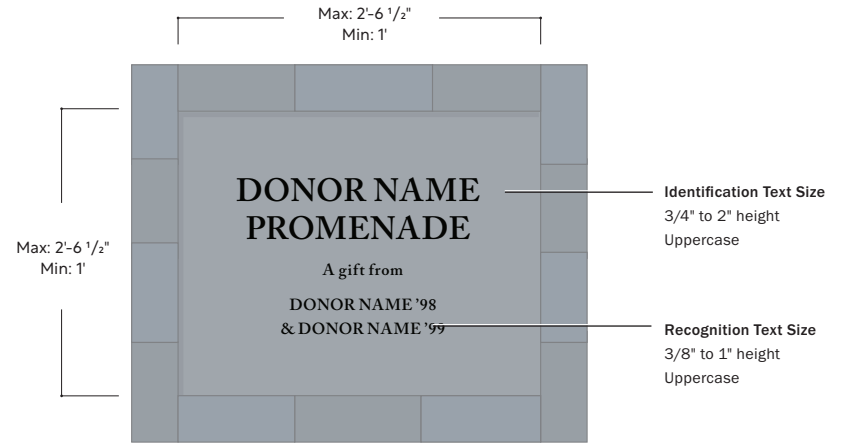 Max: 2'-6 ¹/₂"
Min: 1'
Max: 2'-6 ¹/₂"
Min: 1'
DONOR NAME
PROMENADE
A gift from
DONOR NAME ’98
& DONOR NAME ’99
Identification Text Size
3/4" to 2" height
Uppercase
Recognition Text Size
3/8" to 1" height
Uppercase